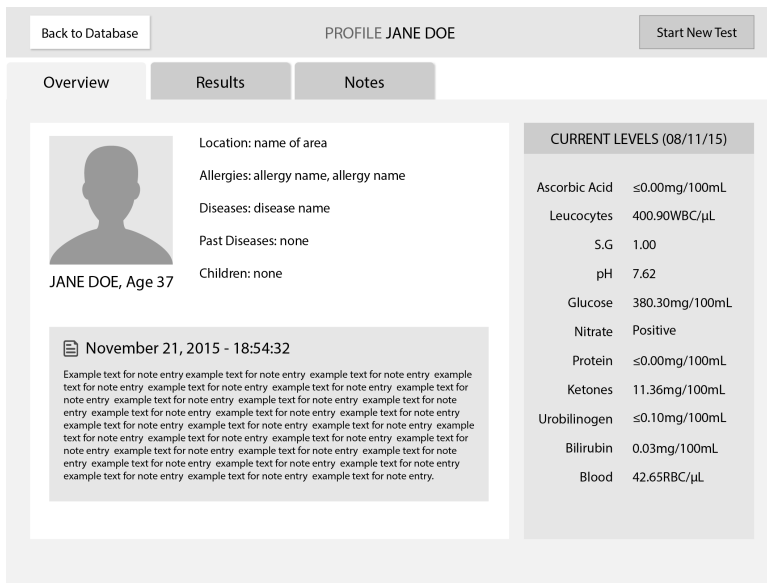 Back to Database
PROFILE JANE DOE
Start New Test
Overview
Results
Notes
Location: name of area
Allergies: allergy name, allergy name
Diseases: disease name
Past Diseases: none
Children: none
JANE DOE, Age 37
November 21, 2015 - 18:54:32
Example text for note entry example text for note entry example text for note entry example
text for note entry example text for note entry example text for note entry example text for
note entry example text for note entry example text for note entry example text for note
entry example text for note entry example text for note entry example text for note entry
example text for note entry example text for note entry example text for note entry example
text for note entry example text for note entry example text for note entry example text for
note entry example text for note entry example text for note entry example text for note
entry example text for note entry example text for note entry example text for note entry
example text for note entry example text for note entry example text for note entry.
CURRENT LEVELS (08/11/15)
Ascorbic Acid ≤0.00mg/100mL
Leucocytes 400.90WBC/µL
S.G 1.00
pH 7.62
Glucose 380.30mg/100mL
Nitrate Positive
Protein ≤0.00mg/100mL
Ketones 11.36mg/100mL
Urobilinogen ≤0.10mg/100mL
Bilirubin 0.03mg/100mL
Blood 42.65RBC/µL